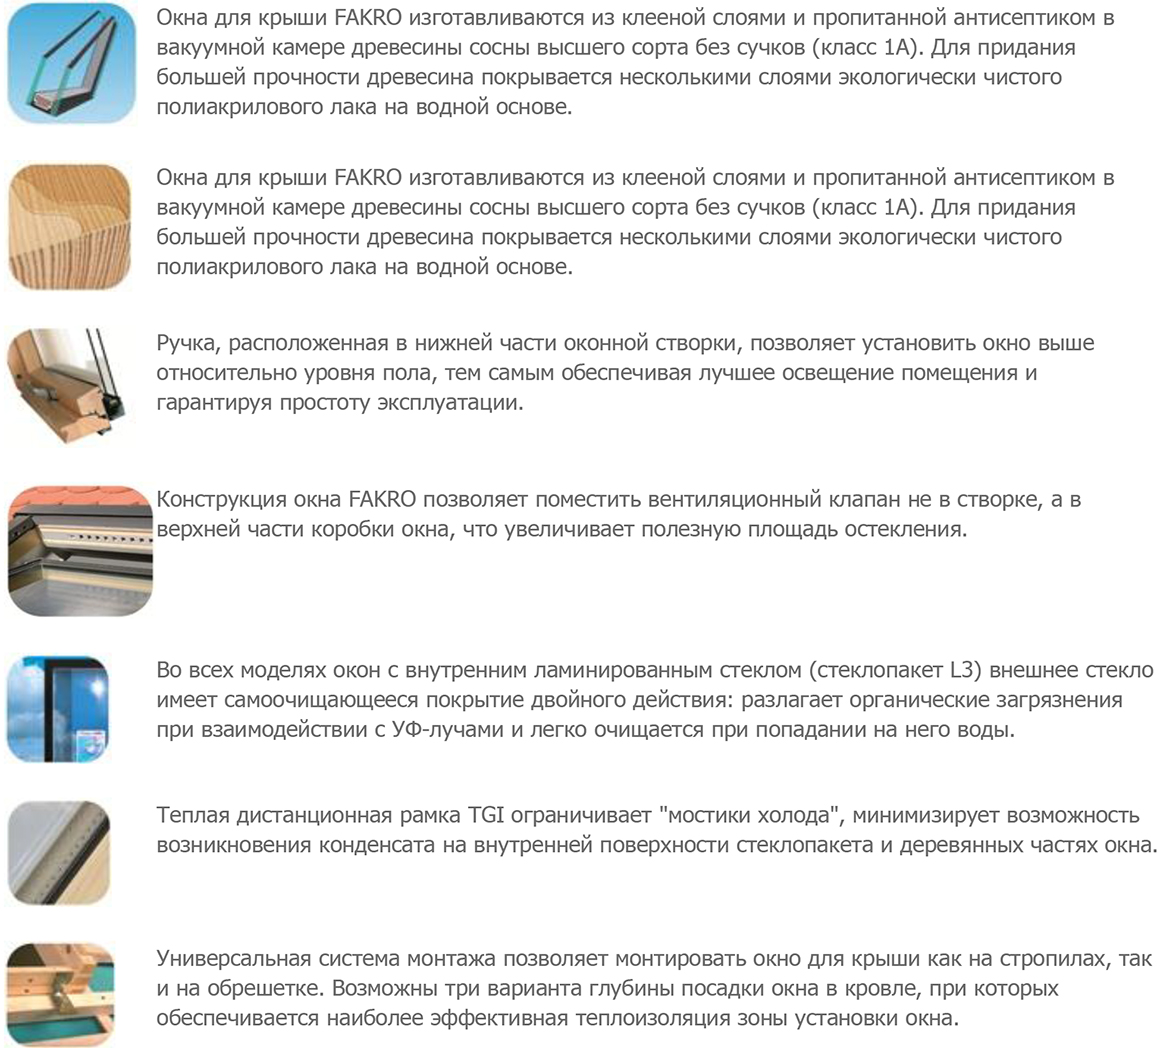 Окна для крыши FAKRO изготавливаются из клееной слоями и пропитанной антисептиком в
вакуумной камере древесины сосны высшего сорта без сучков (класс 1А). Для придания
большей прочности древесина покрывается несколькими слоями экологически чистого
полиакрилового лака на водной основе.
Окна для крыши FAKRO изготавливаются из клееной слоями и пропитанной антисептиком в
вакуумной камере древесины сосны высшего сорта без сучков (класс 1А). Для придания
большей прочности древесина покрывается несколькими слоями экологически чистого
полиакрилового лака на водной основе.
Ручка, расположенная в нижней части оконной створки, позволяет установить окно выше
относительно уровня пола, тем самым обеспечивая лучшее освещение помещения и
гарантируя простоту эксплуатации.
Конструкция окна FAKRO позволяет поместить вентиляционный клапан не в створке, а в
верхней части коробки окна, что увеличивает полезную площадь остекления.
Во всех моделях окон с внутренним ламинированным стеклом (стеклопакет L3) внешнее стекло
имеет самоочищающееся покрытие двойного действия: разлагает органические загрязнения
при взаимодействии с УФ-лучами и легко очищается при попадании на него воды.
Теплая дистанционная рамка TGI ограничивает "мостики холода", минимизирует возможность
возникновения конденсата на внутренней поверхности стеклопакета и деревянных частях окна.
Универсальная система монтажа позволяет монтировать окно для крыши как на стропилах, так
и на обрешетке. Возможны три варианта глубины посадки окна в кровле, при которых
обеспечивается наиболее эффективная теплоизоляция зоны установки окна.